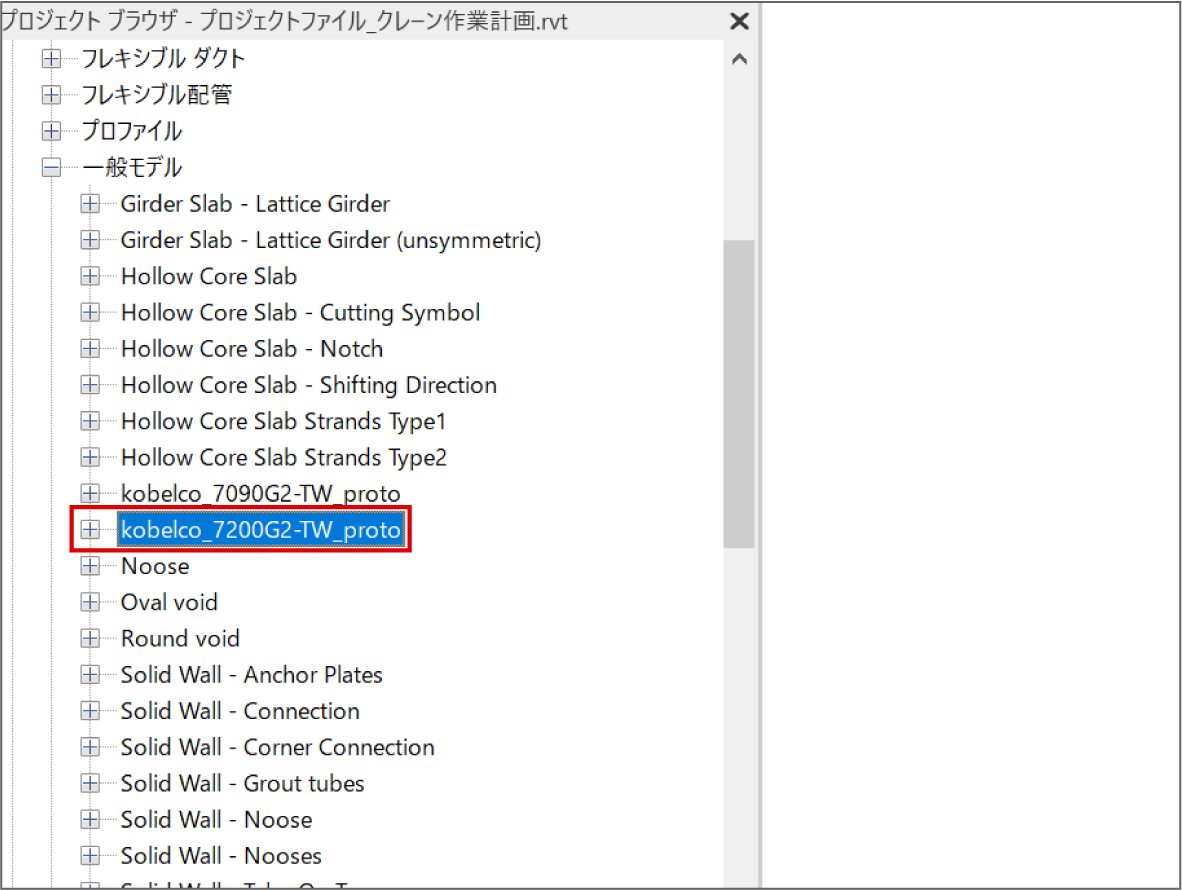 プロジェクト ブラウザ - プロジェクトファイル_クレーン作業計画.rvt
フレキシブル ダクト
フレキシブル配管
プロファイル
一般モデル
Girder Slab - Lattice Girder
Girder Slab - Lattice Girder (unsymmetric)
Hollow Core Slab
Hollow Core Slab - Cutting Symbol
Hollow Core Slab - Notch
Hollow Core Slab - Shifting Direction
Hollow Core Slab Strands Type1
Hollow Core Slab Strands Type2
kobelco_7090G2-TW_proto
kobelco_7200G2-TW_proto
Noose
Oval void
Round void
Solid Wall - Anchor Plates
Solid Wall - Connection
Solid Wall - Corner Connection
Solid Wall - Grout tubes
Solid Wall - Noose
Solid Wall - Nooses